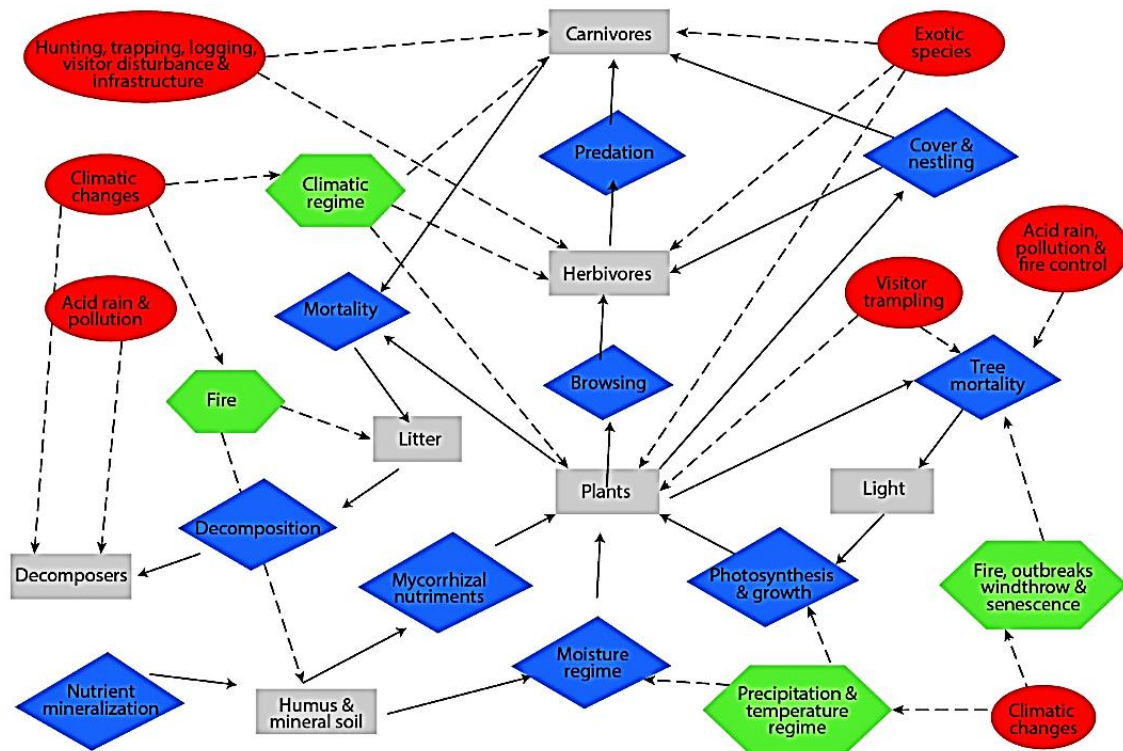 Hunting, trapping, logging,
visitor disturbance &
infrastructure
Carnivores
Exotic
species
Predation
Cover &
nestling
Climatic
changes
Climatic
regime
Herbivores
Acid rain,
pollution &
fire control
Acid rain &
pollution
Mortality
Visitor
trampling
Browsing
Tree
mortality
Fire
Litter
Plants
Light
Decomposition
Decomposers
Mycorrhizal
nutriments
Photosynthesis
& growth
Fire, outbreaks
windthrow &
senescence
Moisture
regime
Nutrient
mineralization
Humus &
mineral soil
Precipitation &
temperature
regime
Climatic
changes